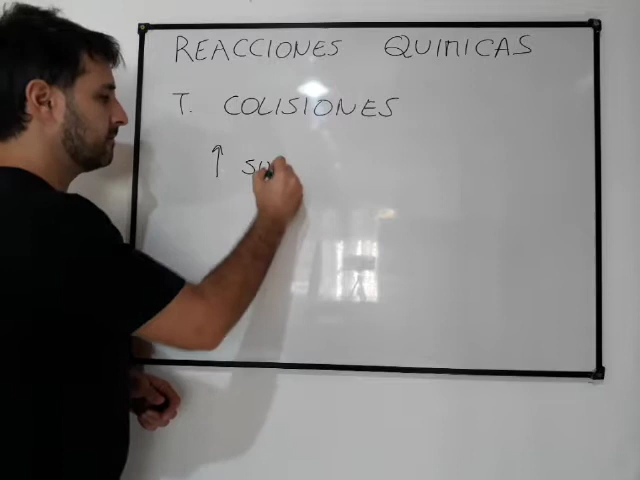 REACCIONES QUIMICAS
T. COLISIONES
↑